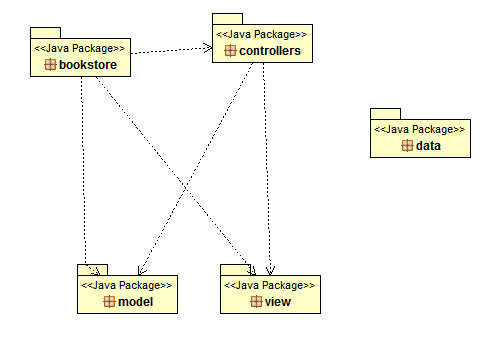 <<Java Package>>
bookstore
<<Java Package>>
controllers
<<Java Package>>
data
<<Java Package>>
model
<<Java Package>>
view